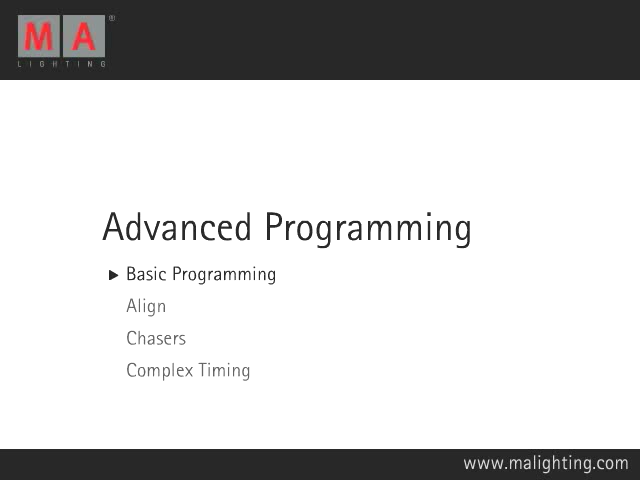 MA®
LIGHTING
Advanced Programming
Basic Programming
Align
Chasers
Complex Timing
www.malighting.com